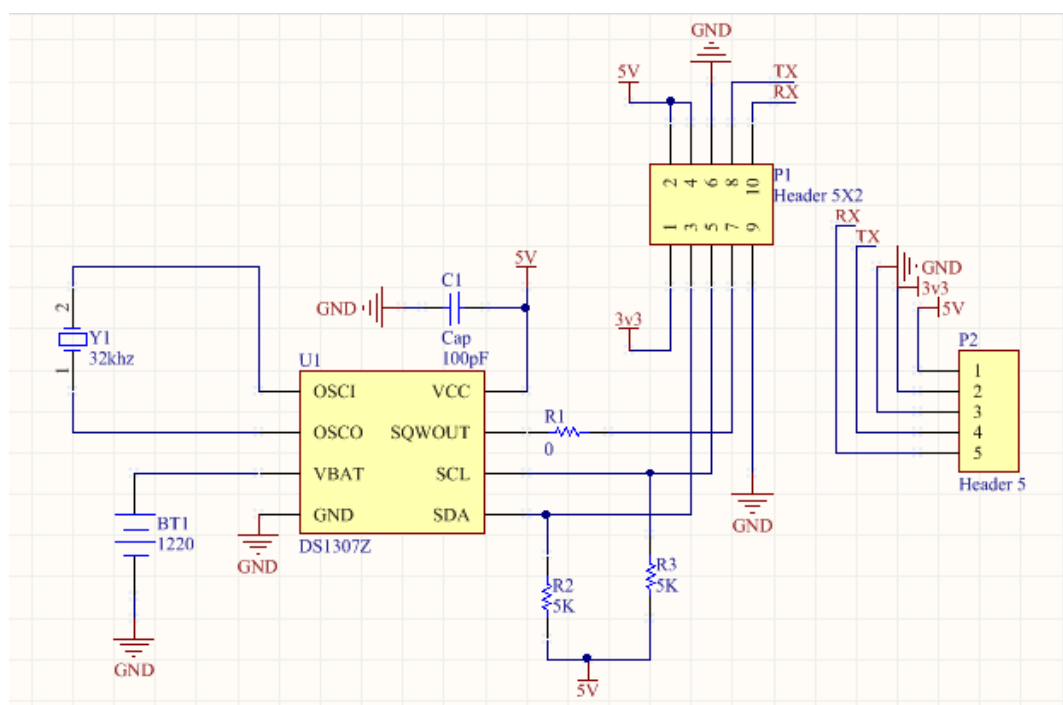 GND
5V
TX
RX
2 4 6 8 10
P1
Header 5X2
1 3 5 7 9
RX
TX
GND
3v3
5V
5V
C1
GND
Cap
100pF
3v3
2
Y1
32khz
1
U1
OSCI VCC
OSCO SQWOUT
VBAT SCL
GND SDA
DS1307Z
R1
0
P2
1
2
3
4
5
Header 5
BT1
1220
GND
GND
GND
R2
5K
R3
5K
5V